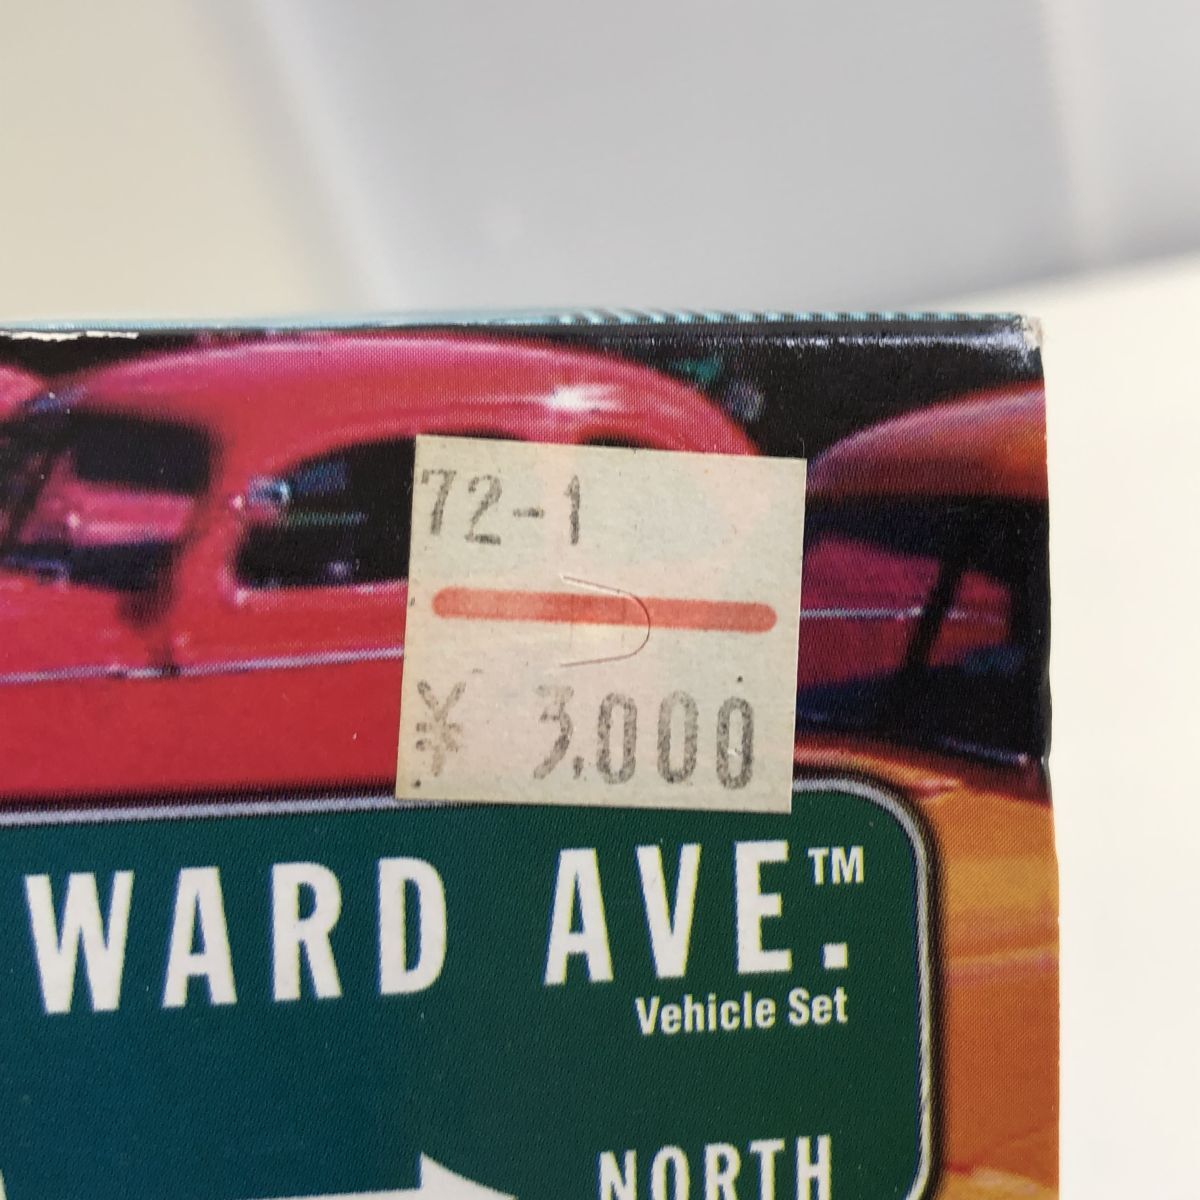 72-1
¥ 3,000
WARD AVE.™
Vehicle Set
NORTH